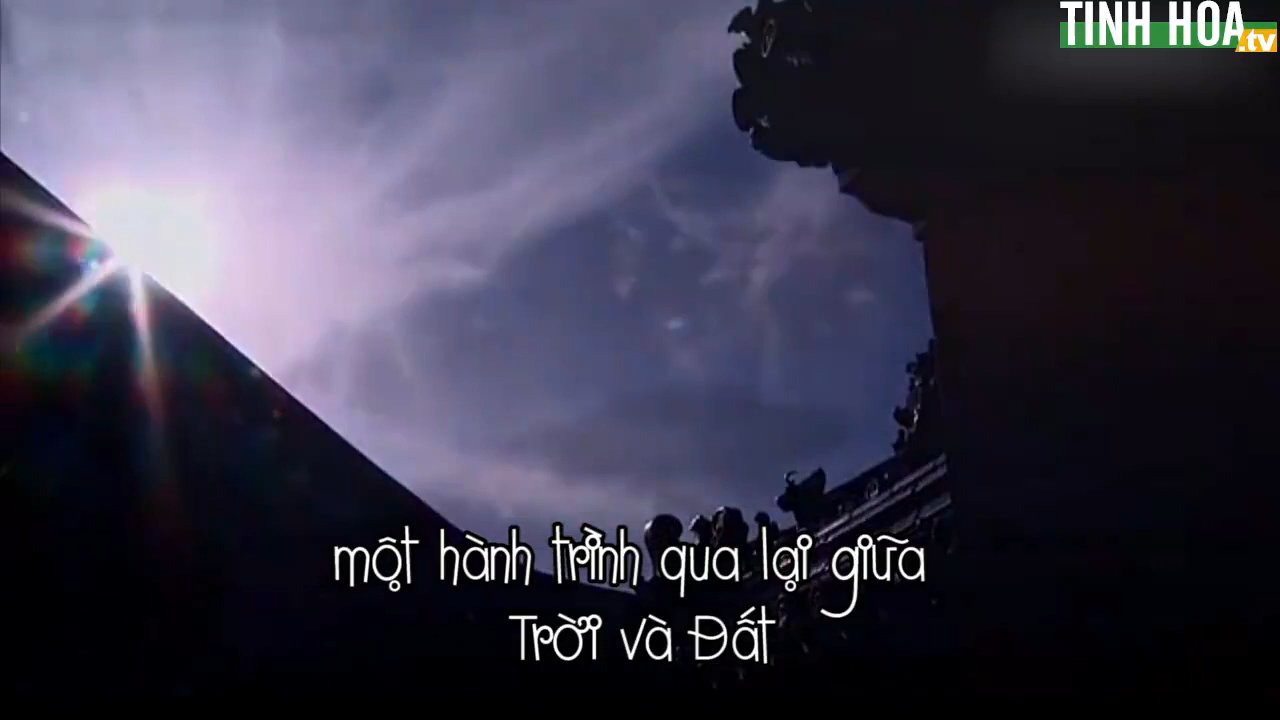 TINH HOA
.tv
một hành trình qua lại giữa
Trời và Đất